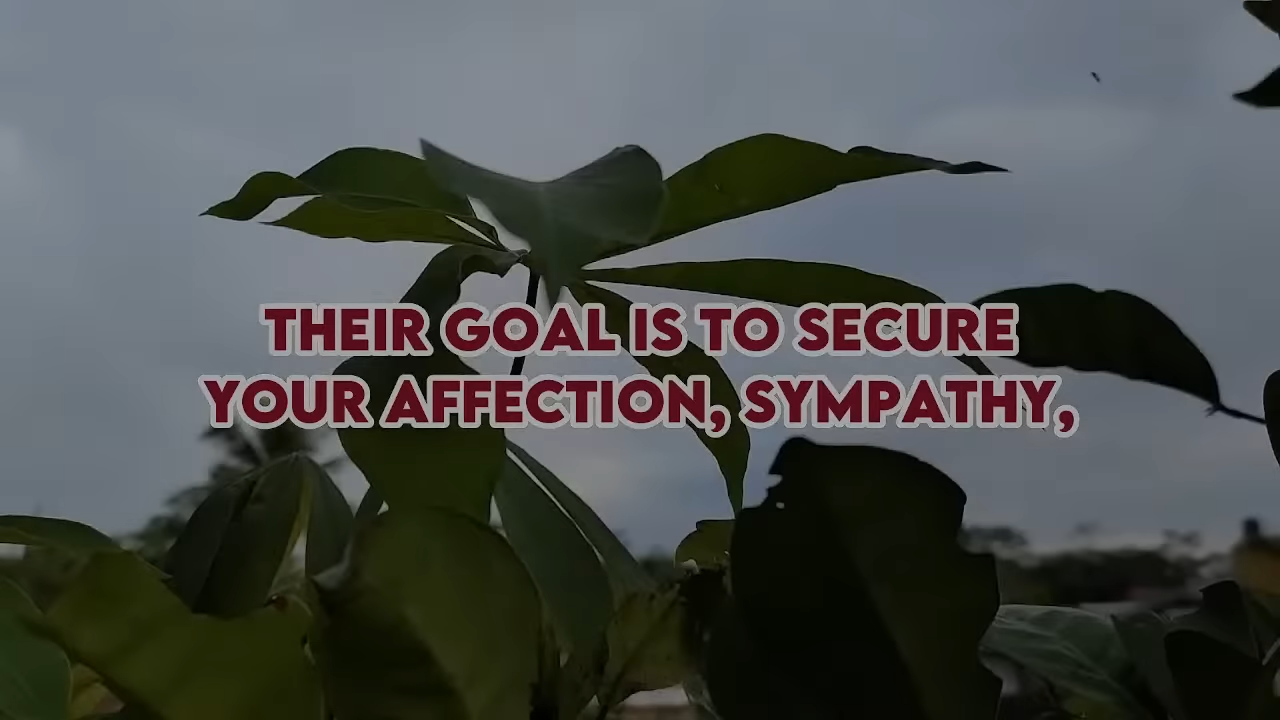 THEIR GOAL IS TO SECURE
YOUR AFFECTION, SYMPATHY,